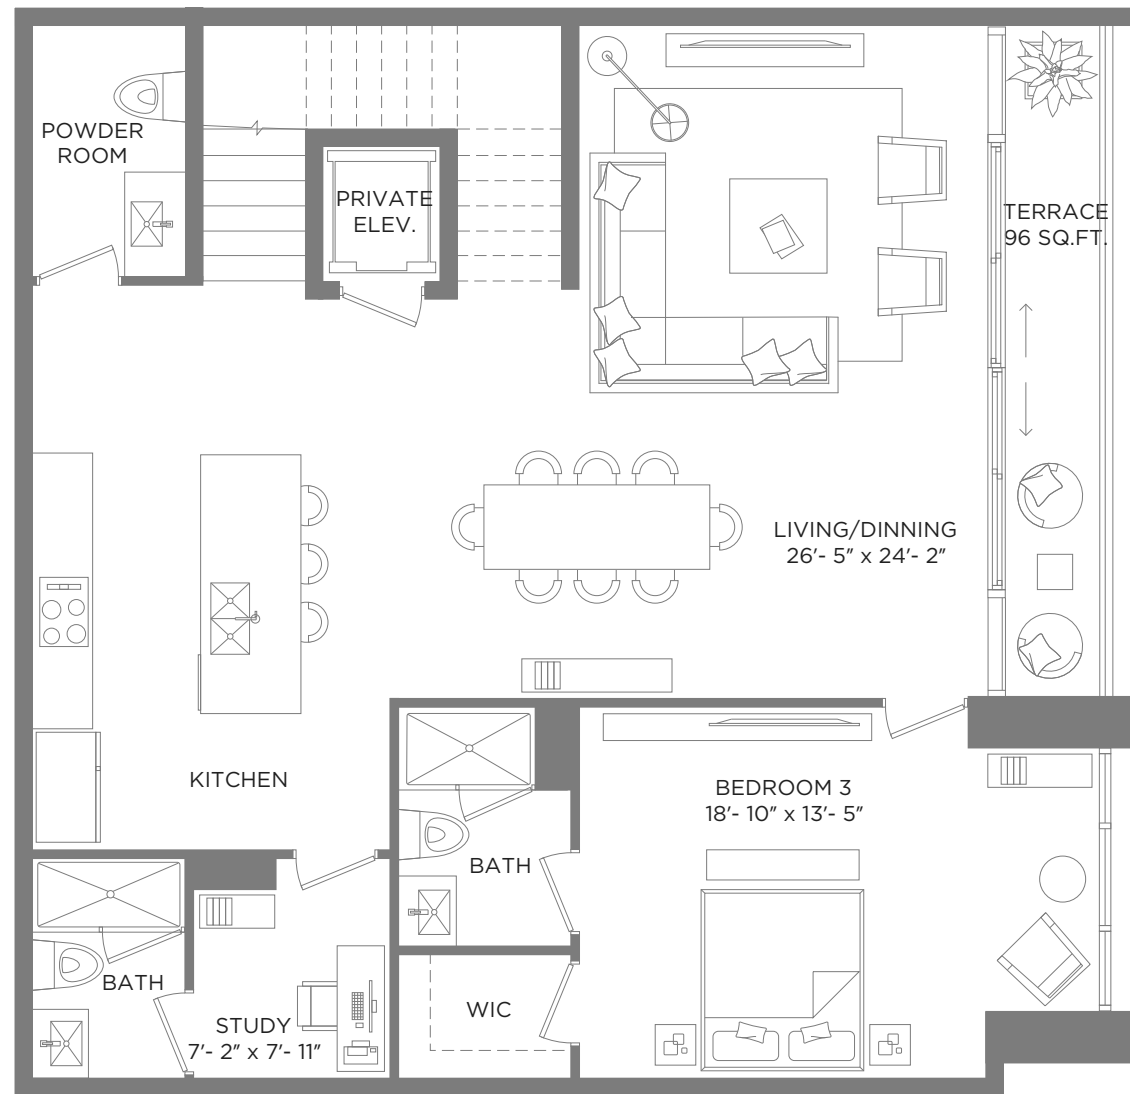 POWDER
ROOM
PRIVATE
ELEV.
TERRACE
96 SQ.FT.
LIVING/DINNING
26'- 5" x 24'- 2"
KITCHEN
BEDROOM 3
18'- 10" x 13'- 5"
BATH
BATH
WIC
STUDY
7'- 2" x 7'- 11"